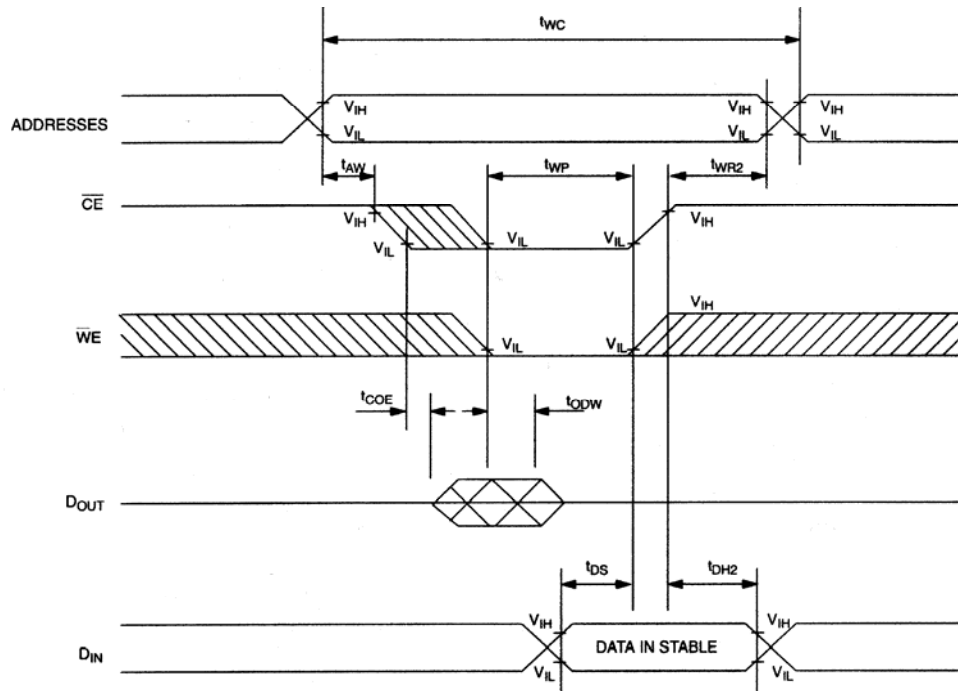 tWC
VIH VIH VIH
ADDRESSES
VIL VIL VIL
tAW tWP tWR2
CE
VIH VIH
VIL VIL VIL
VIH
WE
VIL VIL
tCOE tODW
DOUT
tDS tDH2
VIH VIH
DATA IN STABLE
DIN
VIL VIL